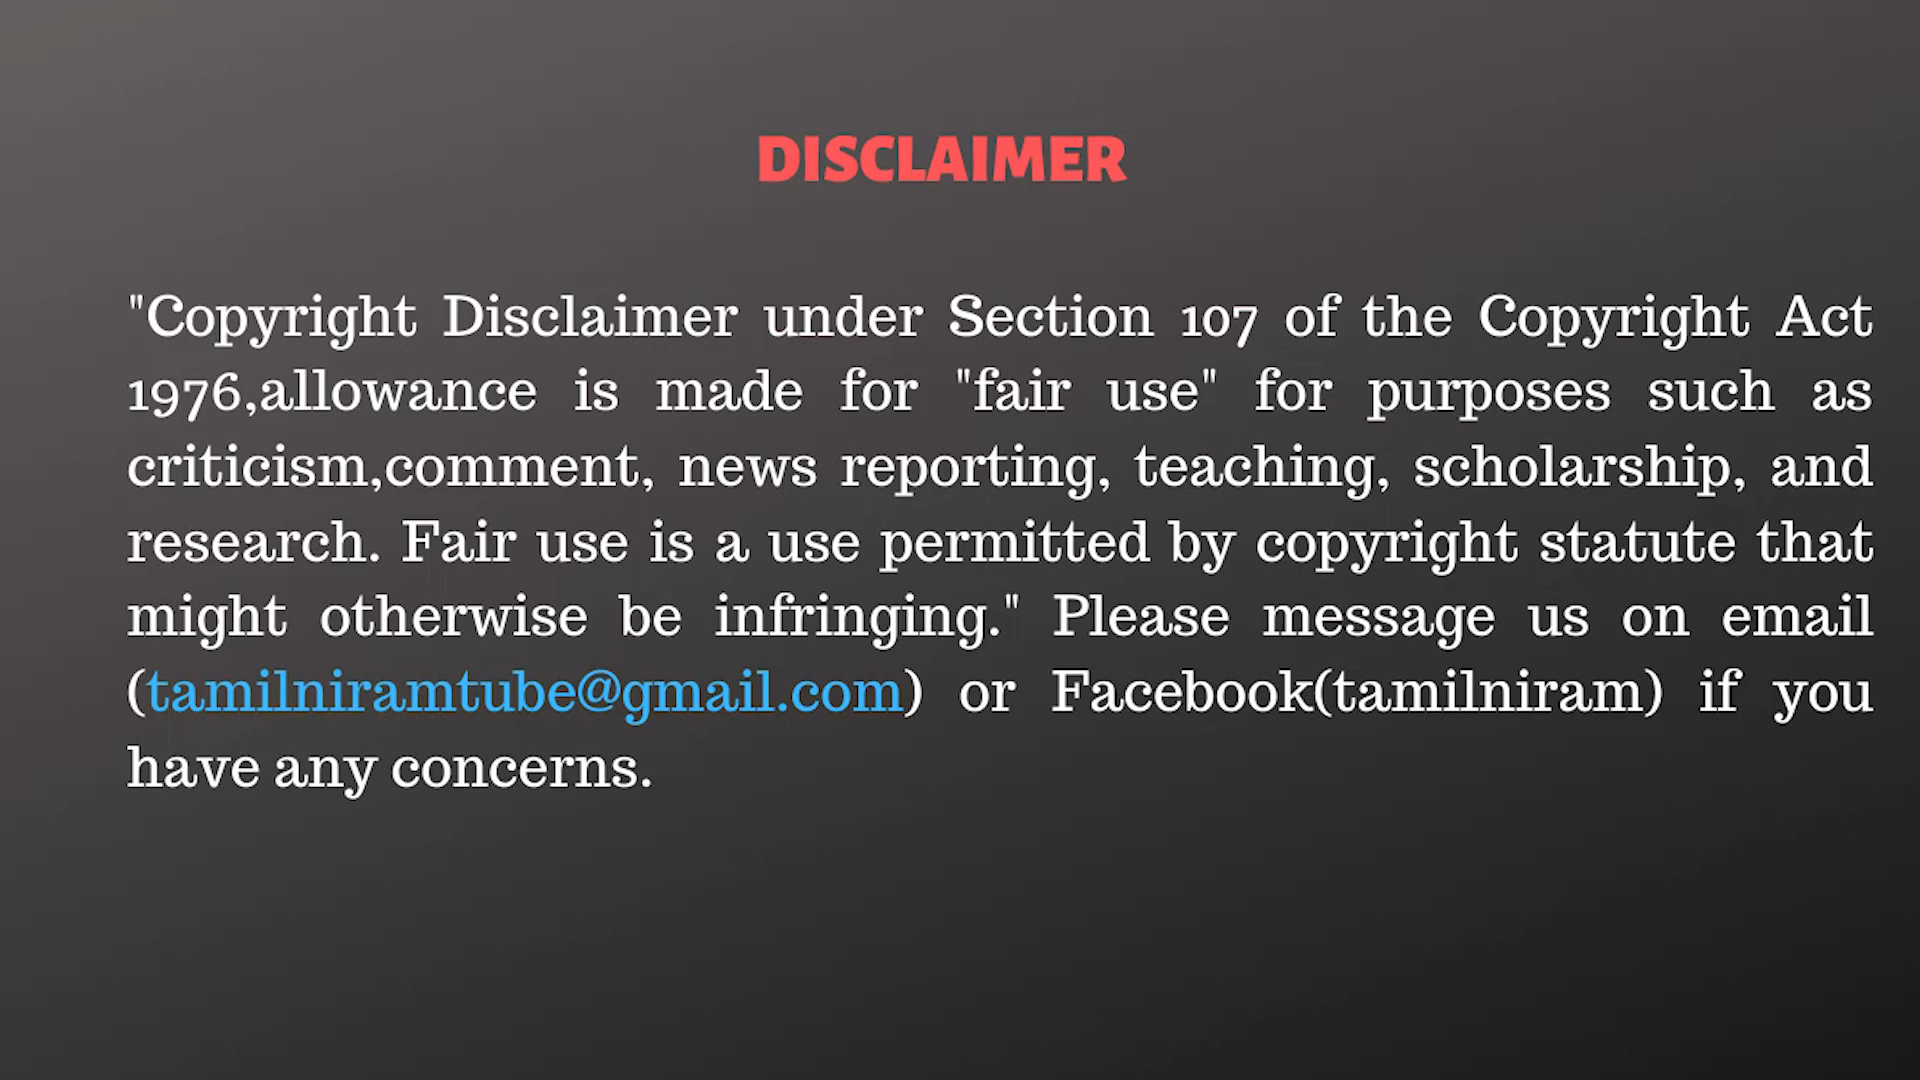 DISCLAIMER
"Copyright Disclaimer under Section 107 of the Copyright Act
1976,allowance is made for "fair use" for purposes such as
criticism,comment, news reporting, teaching, scholarship, and
research. Fair use is a use permitted by copyright statute that
might otherwise be infringing." Please message us on email
(tamilniramtube@gmail.com) or Facebook(tamilniram) if you
have any concerns.